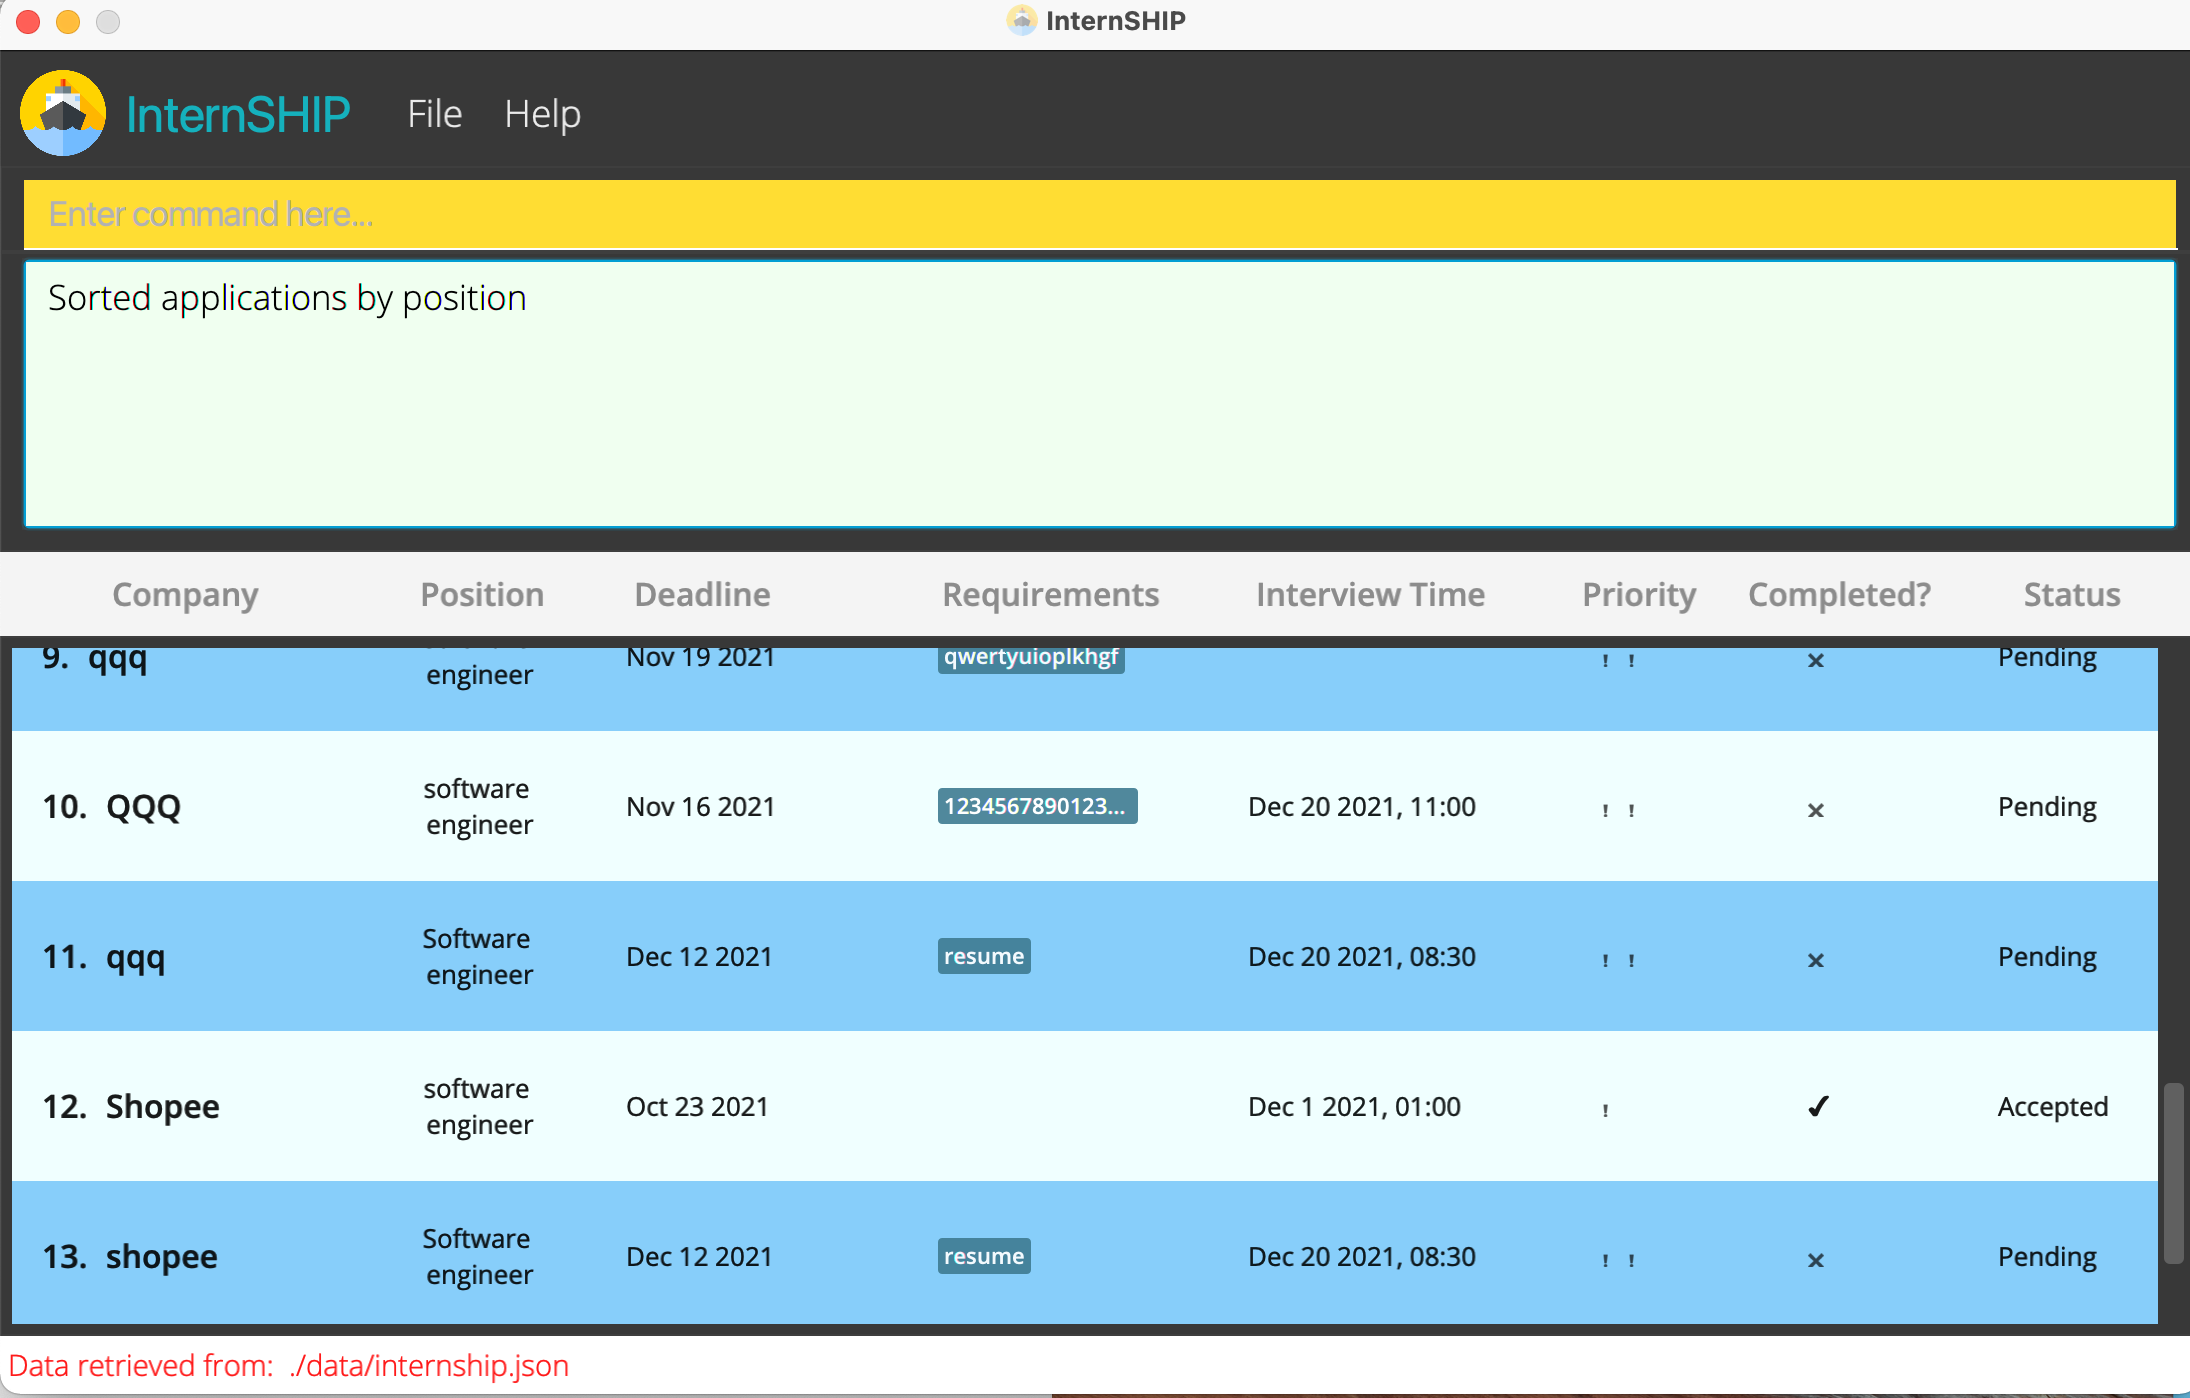 InternSHIP
InternSHIP File Help
Enter command here...
Sorted applications by position
Company Position Deadline Requirements Interview Time Priority Completed? Status
9. qqq engineer Nov 19 2021 qwertyuioplkhgf ! ! × Pending
10. QQQ software engineer Nov 16 2021 1234567890123... Dec 20 2021, 11:00 ! ! × Pending
11. qqq Software engineer Dec 12 2021 resume Dec 20 2021, 08:30 ! ! × Pending
12. Shopee software engineer Oct 23 2021 Dec 1 2021, 01:00 ! ✓ Accepted
13. shopee Software engineer Dec 12 2021 resume Dec 20 2021, 08:30 ! ! × Pending
Data retrieved from: ./data/internship.json